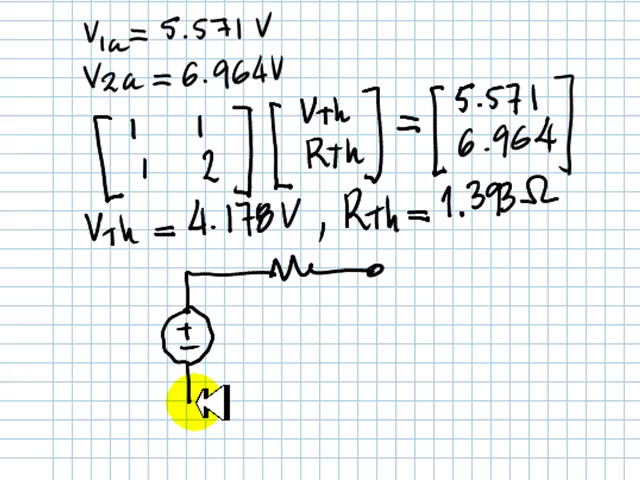 V1a = 5.571 V
V2a = 6.964V
[1 1] [VTh] = [5.571]
[1 2] [RTh] [6.964]
VTh = 4.178V, RTh = 1.393Ω
+
−